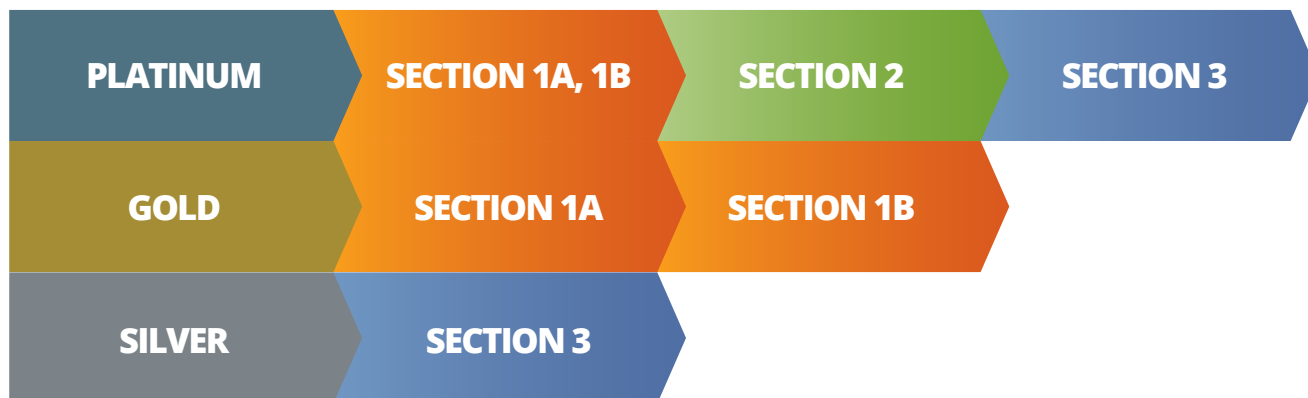 PLATINUM SECTION 1A, 1B SECTION 2 SECTION 3
GOLD SECTION 1A SECTION 1B
SILVER SECTION 3